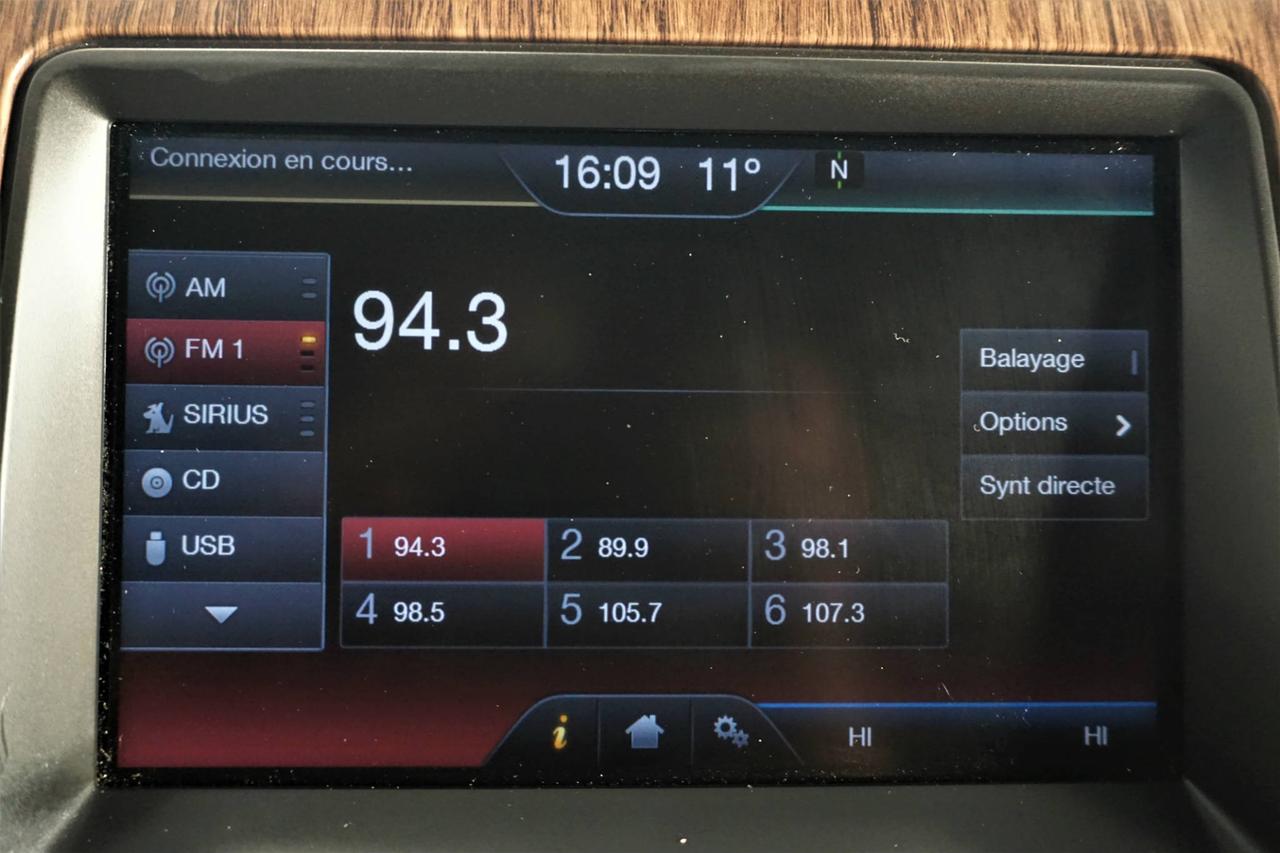 Connexion en cours...
16:09 11° N
AM
FM 1
SIRIUS
CD
USB
94.3
Balayage
Options
Synt directe
1 94.3 2 89.9 3 98.1
4 98.5 5 105.7 6 107.3
i HI HI